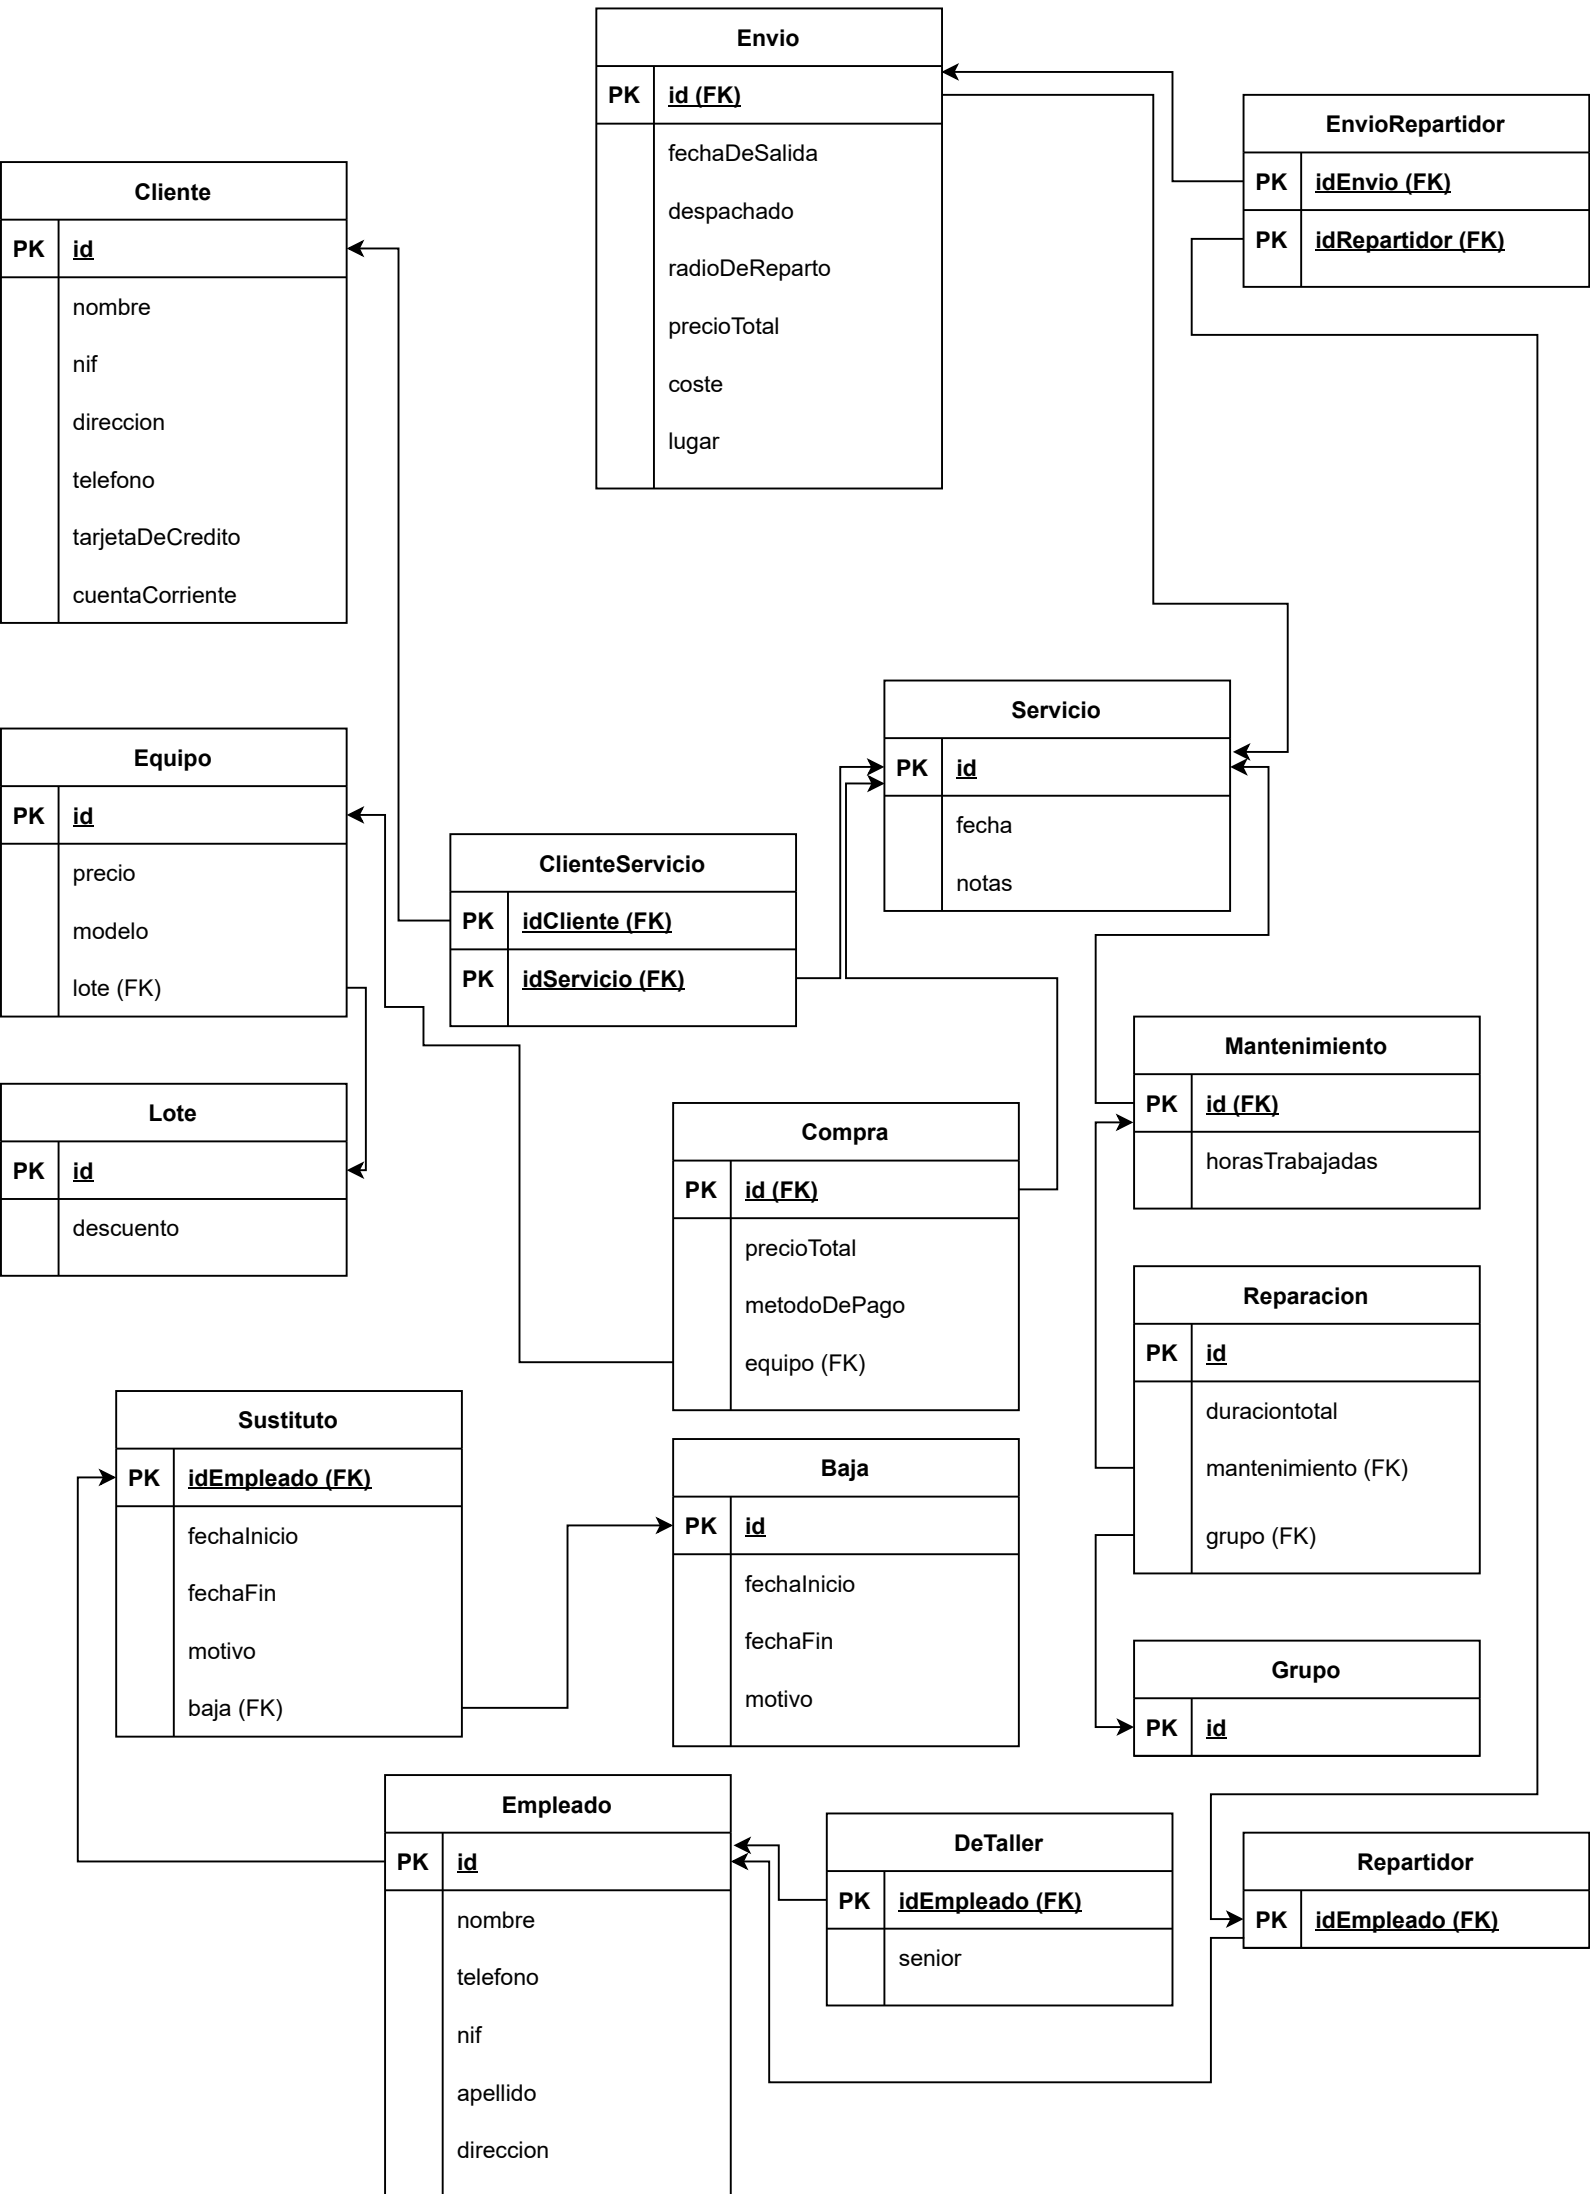 Envio
PK id (FK)
fechaDeSalida
despachado
radioDeReparto
precioTotal
coste
lugar
EnvioRepartidor
PK idEnvio (FK)
PK idRepartidor (FK)
Cliente
PK id
nombre
nif
direccion
telefono
tarjetaDeCredito
cuentaCorriente
Servicio
PK id
fecha
notas
Equipo
PK id
precio
modelo
lote (FK)
ClienteServicio
PK idCliente (FK)
PK idServicio (FK)
Mantenimiento
PK id (FK)
horasTrabajadas
Lote
PK id
descuento
Compra
PK id (FK)
precioTotal
metodoDePago
equipo (FK)
Reparacion
PK id
duraciontotal
mantenimiento (FK)
grupo (FK)
Sustituto
PK idEmpleado (FK)
fechaInicio
fechaFin
motivo
baja (FK)
Baja
PK id
fechaInicio
fechaFin
motivo
Grupo
PK id
Empleado
PK id
nombre
telefono
nif
apellido
direccion
DeTaller
PK idEmpleado (FK)
senior
Repartidor
PK idEmpleado (FK)